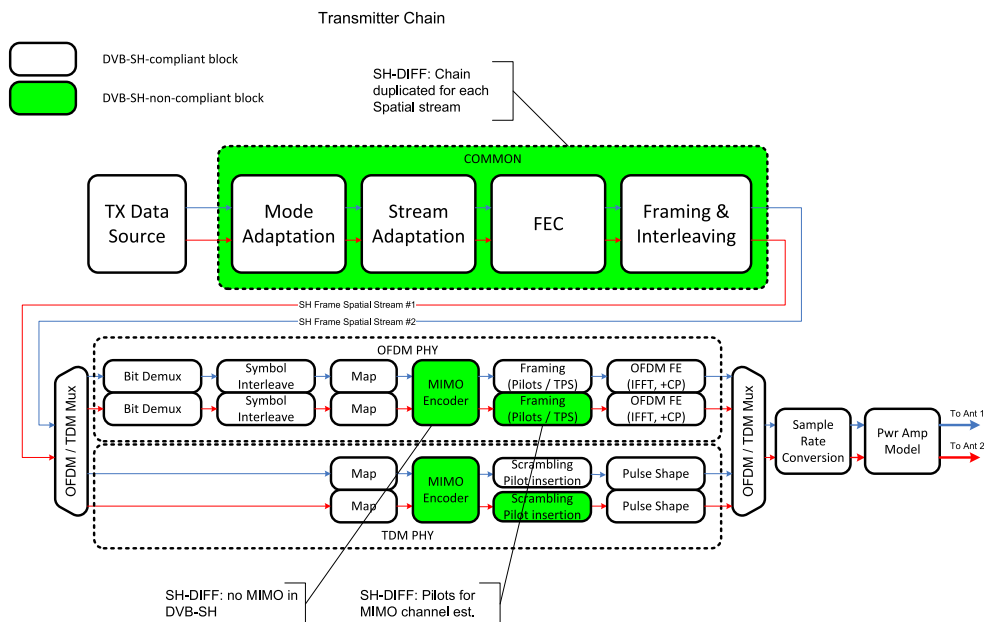 Transmitter Chain
DVB-SH-compliant block
DVB-SH-non-compliant block
SH-DIFF: Chain
duplicated for each
Spatial stream
COMMON
TX Data
Source
Mode
Adaptation
Stream
Adaptation
FEC
Framing &
Interleaving
SH Frame Spatial Stream #1
SH Frame Spatial Stream #2
OFDM / TDM Mux
OFDM PHY
Bit Demux
Symbol
Interleave
Map
MIMO
Encoder
Framing
(Pilots / TPS)
OFDM FE
(IFFT, +CP)
Bit Demux
Symbol
Interleave
Map
Framing
(Pilots / TPS)
OFDM FE
(IFFT, +CP)
Map
MIMO
Encoder
Scrambling
Pilot insertion
Pulse Shape
Map
Scrambling
Pilot insertion
Pulse Shape
TDM PHY
OFDM / TDM Mux
Sample
Rate
Conversion
Pwr Amp
Model
To Ant 1
To Ant 2
SH-DIFF: no MIMO in
DVB-SH
SH-DIFF: Pilots for
MIMO channel est.